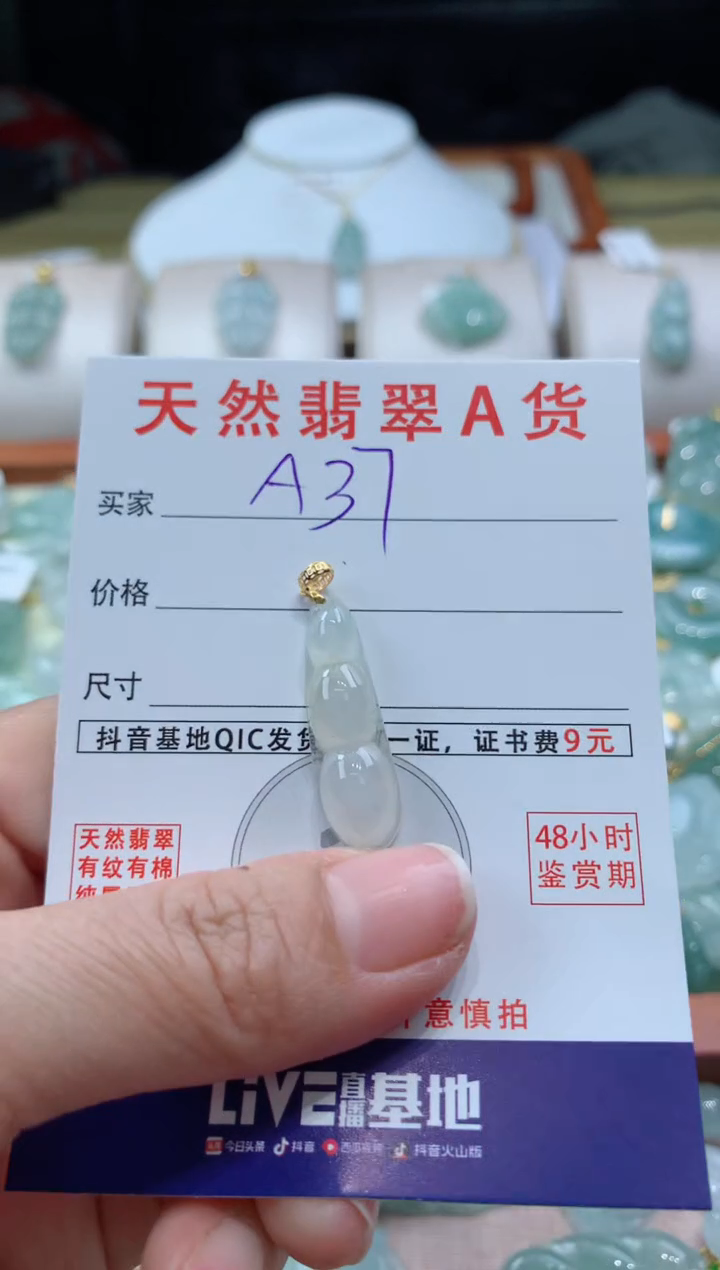 天然翡翠A货
买家 A37
价格
尺寸
抖音基地QIC发货 一证，证书费9元
天然翡翠
有纹有棉
48小时
鉴赏期
意慎拍
LiVE直播基地
今日头条 抖音 西瓜视频 抖音火山版